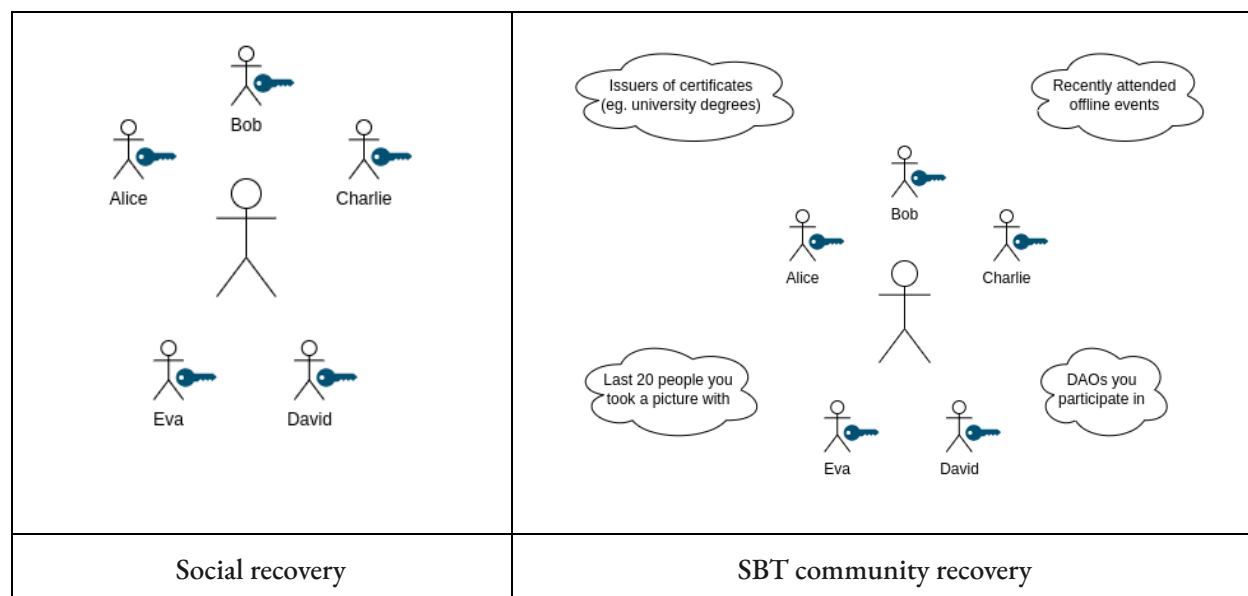 Bob
Alice
Charlie
Eva
David
Social recovery
Issuers of certificates
(eg. university degrees)
Recently attended
offline events
Bob
Alice
Charlie
Last 20 people you
took a picture with
DAOs you
participate in
Eva
David
SBT community recovery